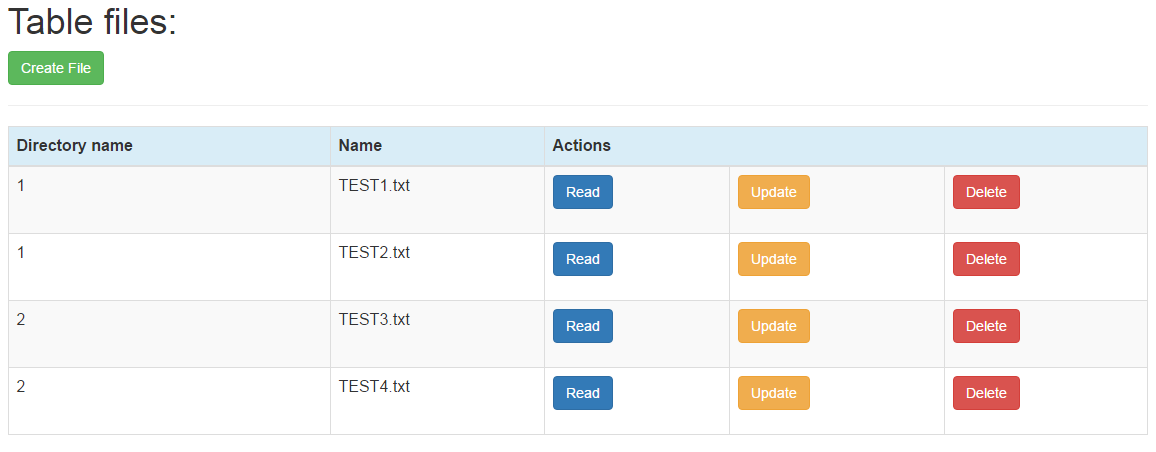 Table files:
Create File
Directory name Name Actions
1 TEST1.txt Read Update Delete
1 TEST2.txt Read Update Delete
2 TEST3.txt Read Update Delete
2 TEST4.txt Read Update Delete